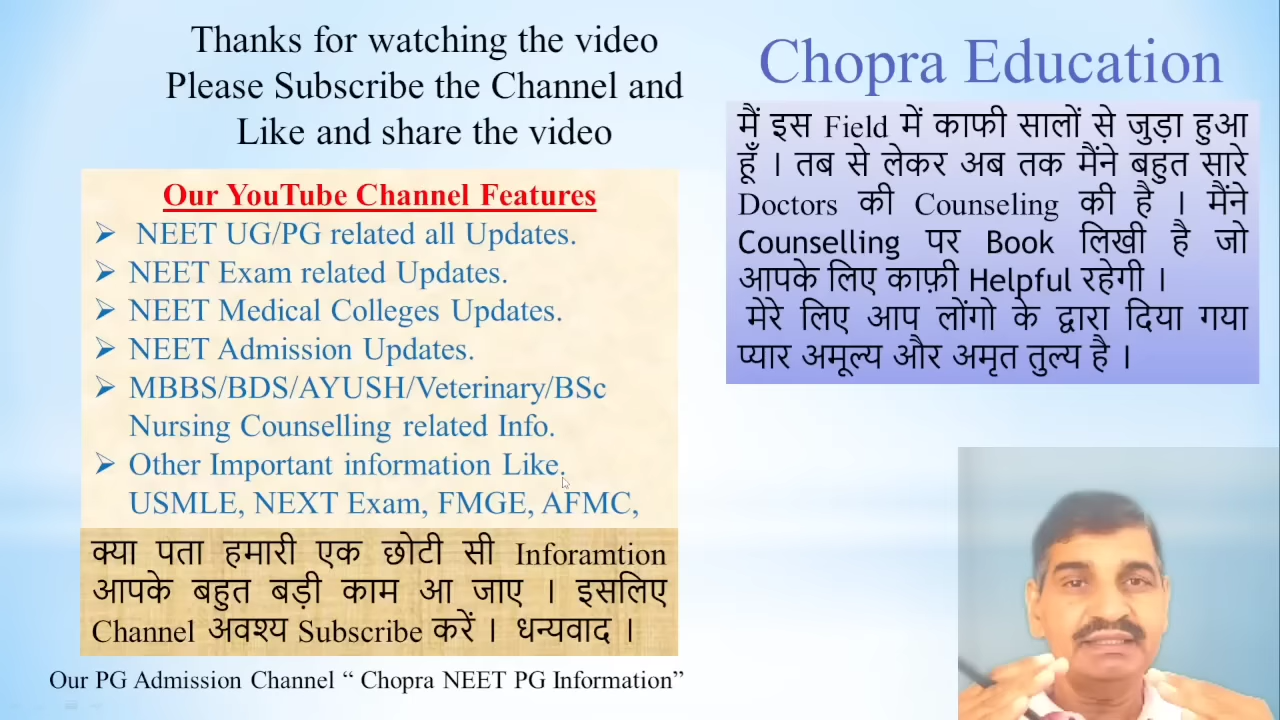 Thanks for watching the video
Please Subscribe the Channel and
Like and share the video
Chopra Education
मैं इस Field में काफी सालों से जुड़ा हुआ
हूँ । तब से लेकर अब तक मैंने बहुत सारे
Doctors की Counseling की है । मैंने
Counselling पर Book लिखी है जो
आपके लिए काफ़ी Helpful रहेगी ।
मेरे लिए आप लोंगो के द्वारा दिया गया
प्यार अमूल्य और अमृत तुल्य है ।
Our YouTube Channel Features
➢ NEET UG/PG related all Updates.
➢ NEET Exam related Updates.
➢ NEET Medical Colleges Updates.
➢ NEET Admission Updates.
➢ MBBS/BDS/AYUSH/Veterinary/BSc
Nursing Counselling related Info.
➢ Other Important information Like.
USMLE, NEXT Exam, FMGE, AFMC,
क्या पता हमारी एक छोटी सी Inforamtion
आपके बहुत बड़ी काम आ जाए । इसलिए
Channel अवश्य Subscribe करें । धन्यवाद ।
Our PG Admission Channel “ Chopra NEET PG Information”